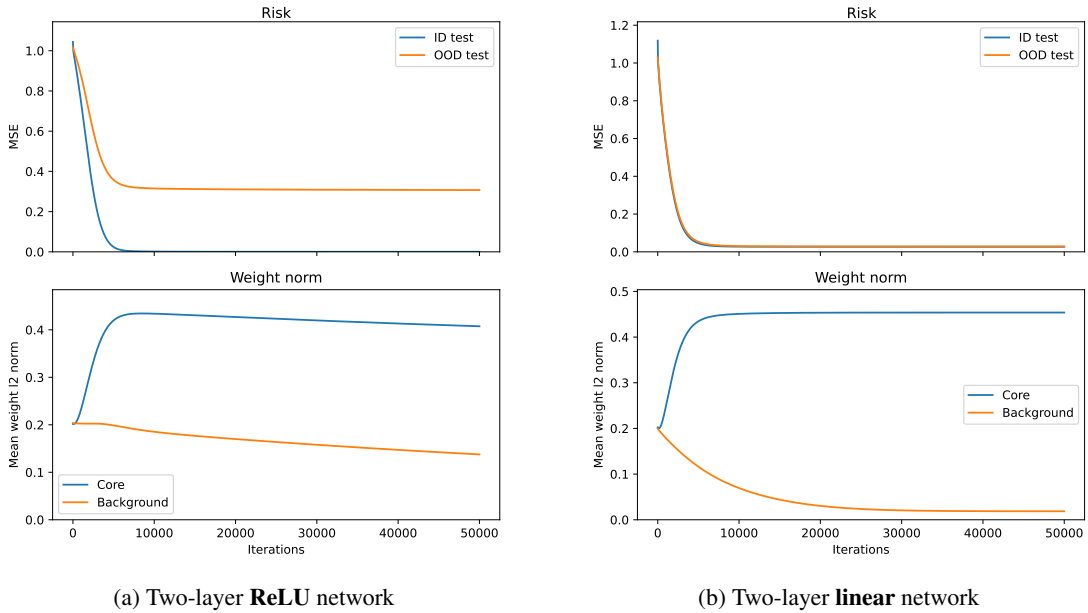 Risk
1.0
0.8
0.6
0.4
0.2
0.0
MSE
ID test
OOD test
Weight norm
0.4
0.3
0.2
0.1
0.0
Mean weight l2 norm
Core
Background
0 10000 20000 30000 40000 50000
Iterations
(a) Two-layer ReLU network
Risk
1.2
1.0
0.8
0.6
0.4
0.2
0.0
MSE
ID test
OOD test
Weight norm
0.5
0.4
0.3
0.2
0.1
0.0
Mean weight l2 norm
Core
Background
0 10000 20000 30000 40000 50000
Iterations
(b) Two-layer linear network